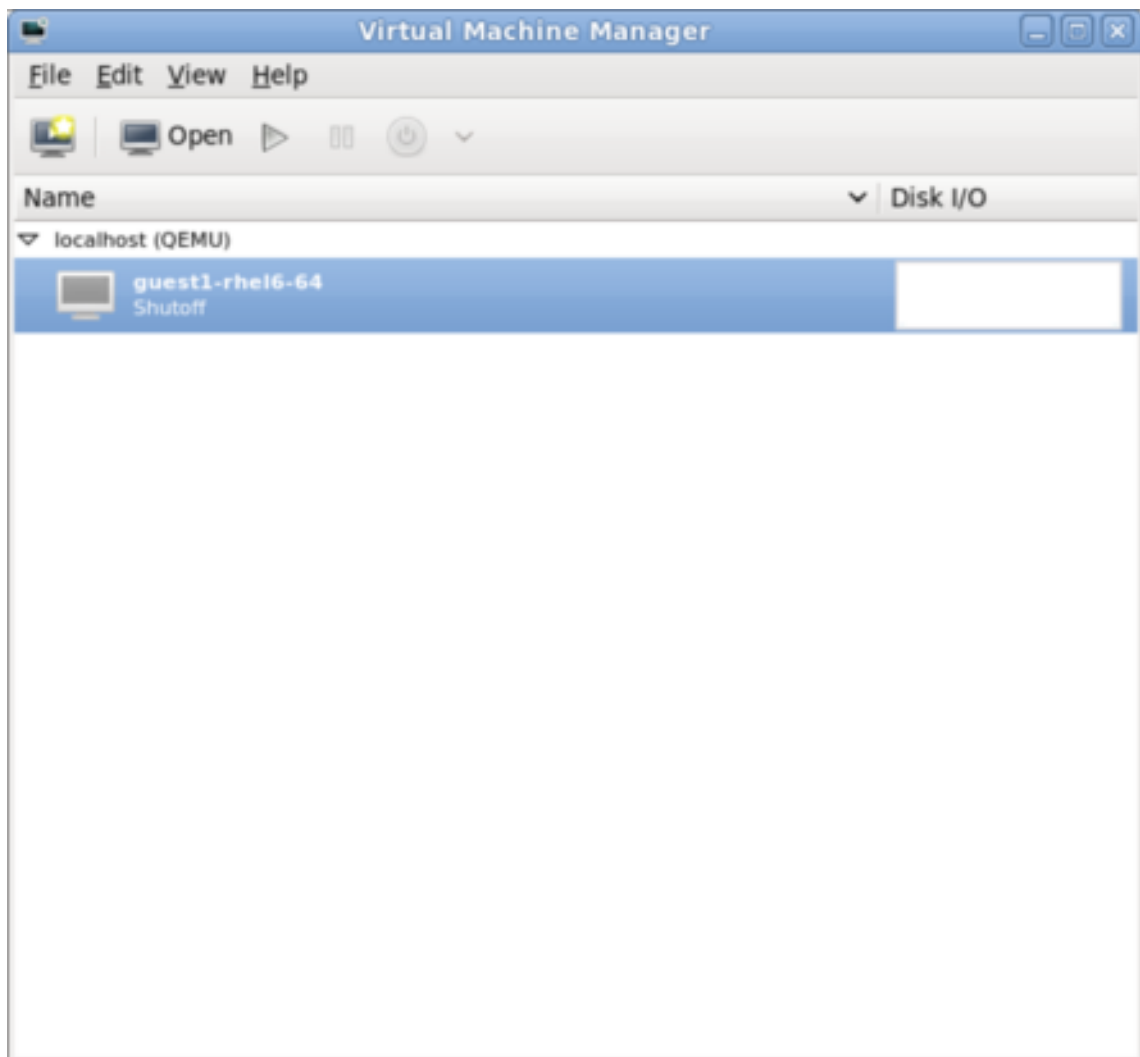 Virtual Machine Manager
File Edit View Help
Open
Name Disk I/O
localhost (QEMU)
guest1-rhel6-64
Shutoff